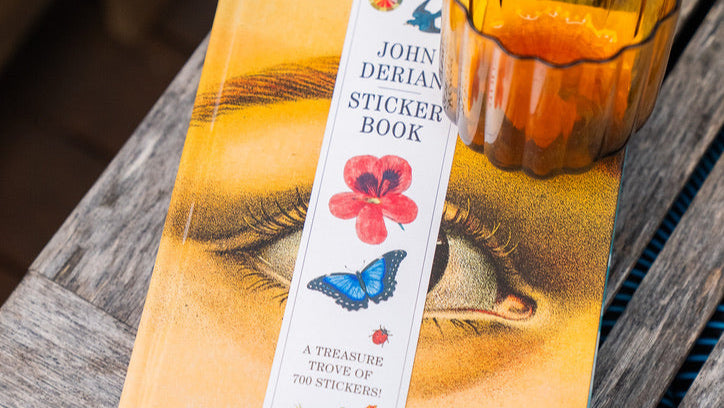 JOHN
DERIAN
STICKER
BOOK
A TREASURE
TROVE OF
700 STICKERS!